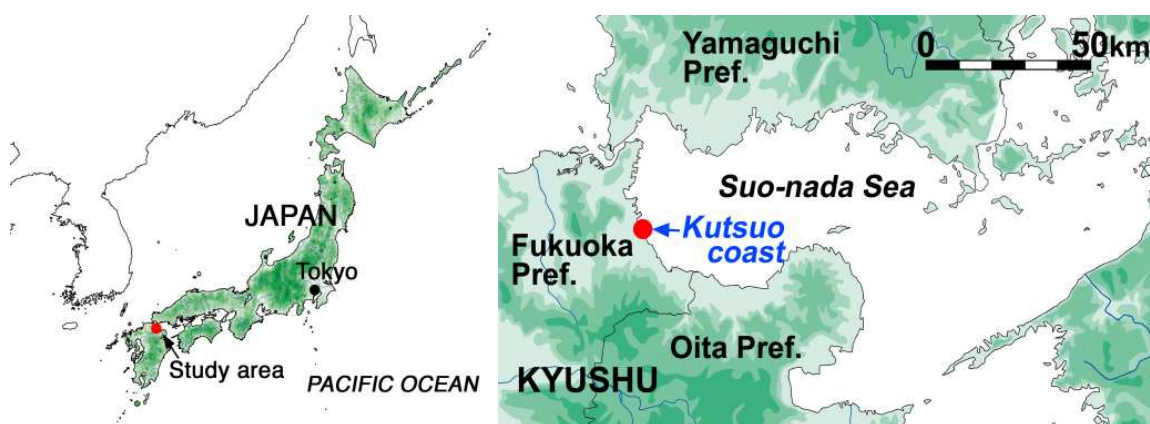 JAPAN
Tokyo
Study area
PACIFIC OCEAN
Yamaguchi
Pref.
0 50km
Suo-nada Sea
Kutsuo
coast
Fukuoka
Pref.
Oita Pref.
KYUSHU